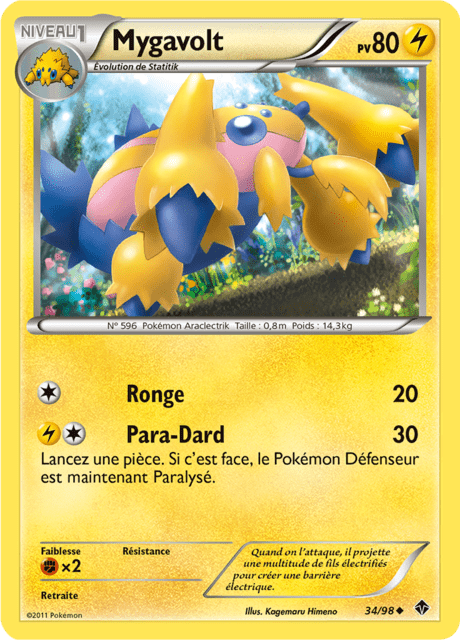 NIVEAU 1
Mygavolt
PV 80
Évolution de Statitik
N° 596 Pokémon Araclectrik Taille : 0,8m Poids : 14,3kg
Ronge 20
Para-Dard 30
Lancez une pièce. Si c'est face, le Pokémon Défenseur
est maintenant Paralysé.
Faiblesse Résistance
×2
Retraite
Quand on l'attaque, il projette
une multitude de fils électrifiés
pour créer une barrière
électrique.
©2011 Pokémon Illus. Kagemaru Himeno 34/98